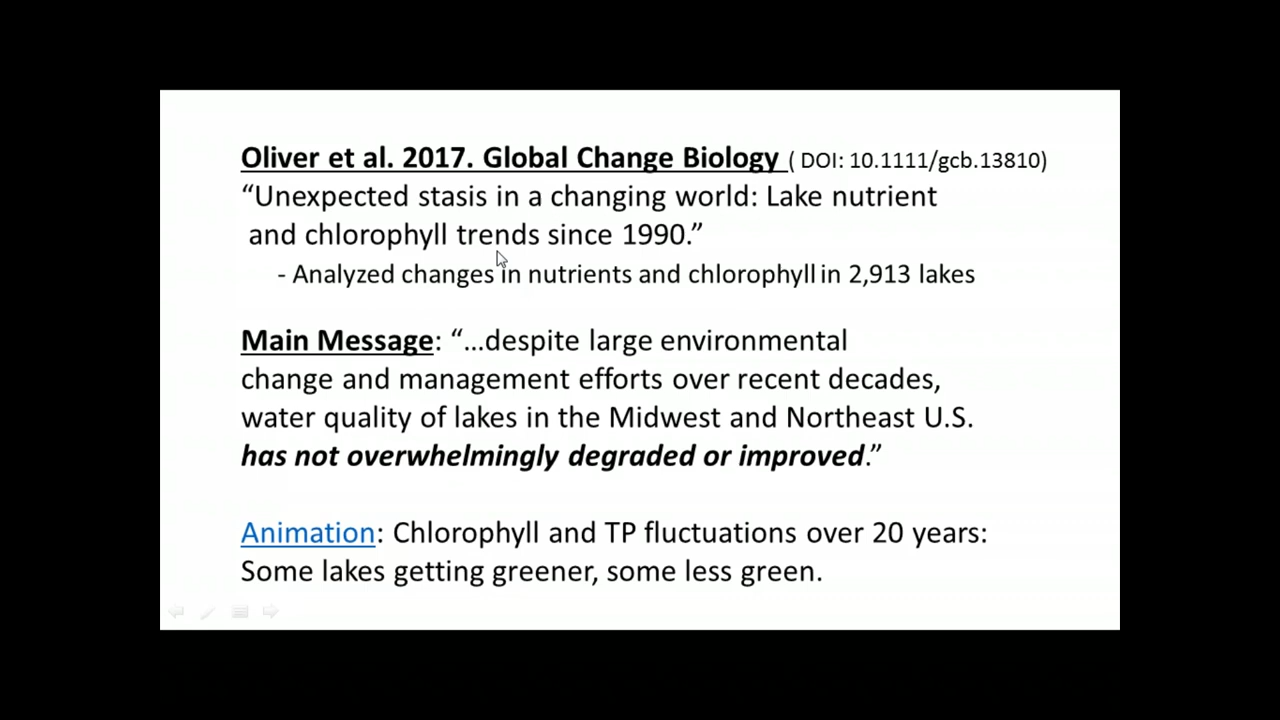 Oliver et al. 2017. Global Change Biology ( DOI: 10.1111/gcb.13810)
“Unexpected stasis in a changing world: Lake nutrient
and chlorophyll trends since 1990.”
- Analyzed changes in nutrients and chlorophyll in 2,913 lakes
Main Message: “…despite large environmental
change and management efforts over recent decades,
water quality of lakes in the Midwest and Northeast U.S.
has not overwhelmingly degraded or improved.”
Animation: Chlorophyll and TP fluctuations over 20 years:
Some lakes getting greener, some less green.